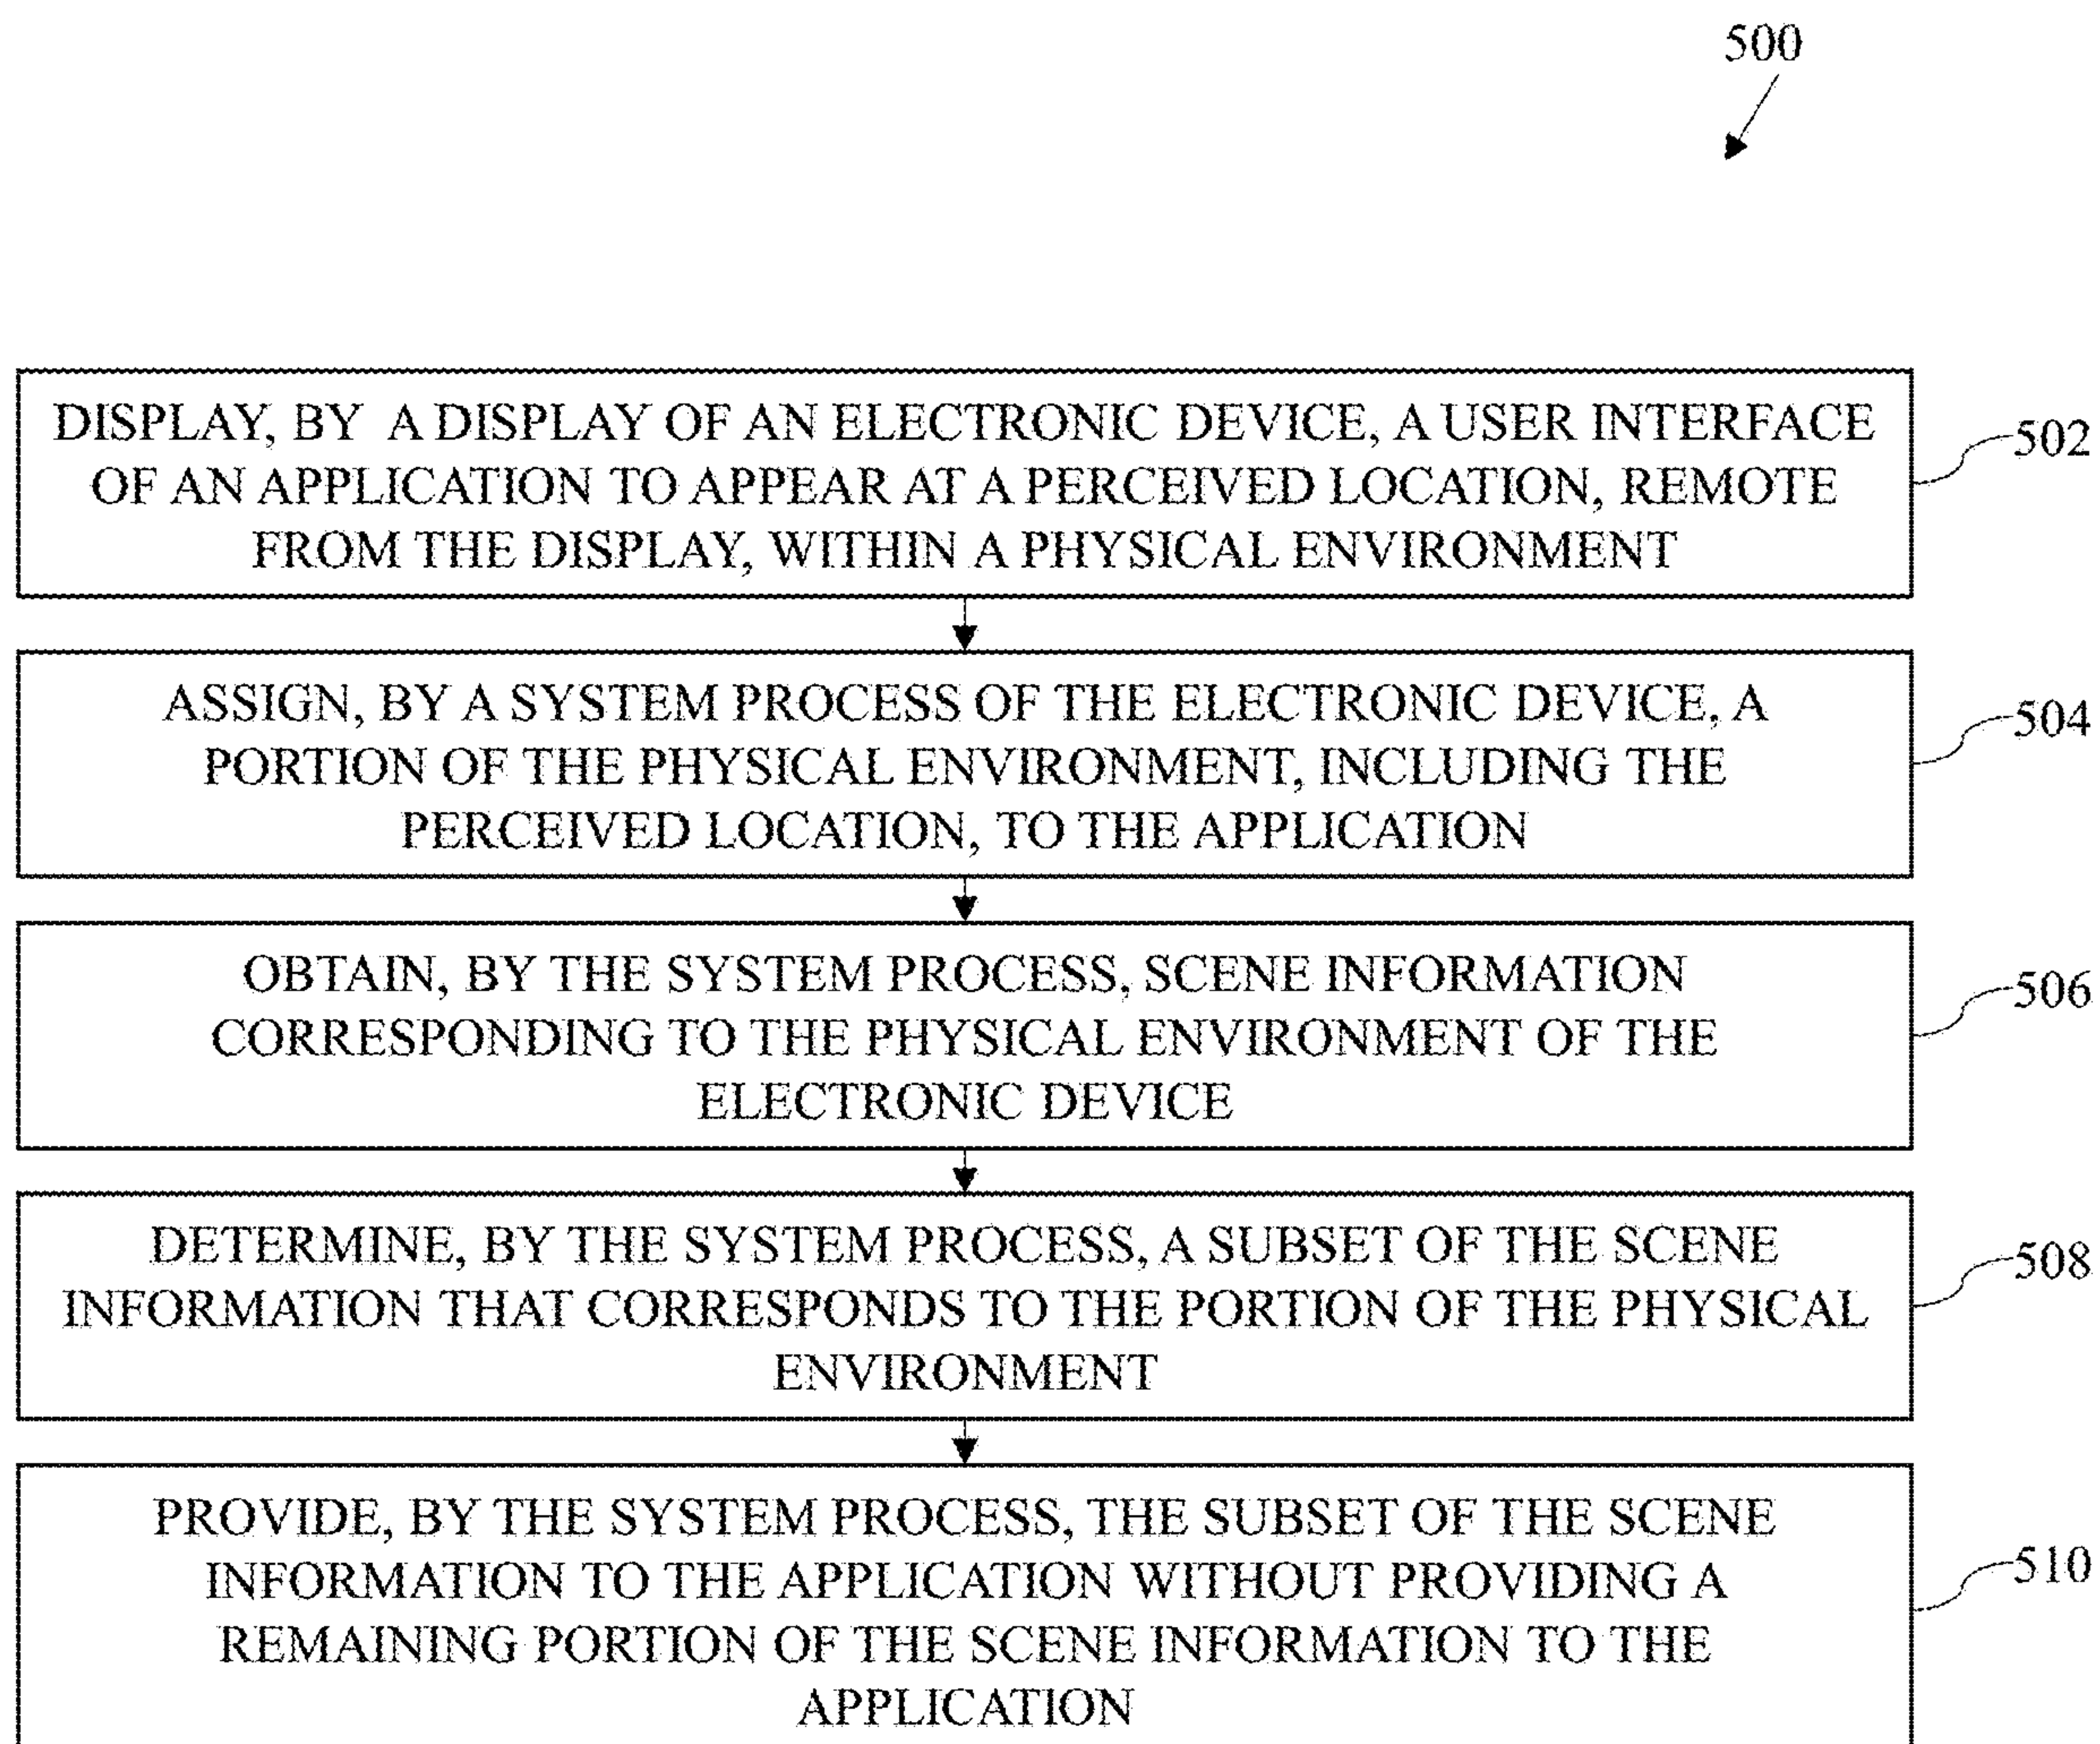 500
DISPLAY, BY A DISPLAY OF AN ELECTRONIC DEVICE, A USER INTERFACE
OF AN APPLICATION TO APPEAR AT A PERCEIVED LOCATION, REMOTE
FROM THE DISPLAY, WITHIN A PHYSICAL ENVIRONMENT
502
ASSIGN, BY A SYSTEM PROCESS OF THE ELECTRONIC DEVICE, A
PORTION OF THE PHYSICAL ENVIRONMENT, INCLUDING THE
PERCEIVED LOCATION, TO THE APPLICATION
504
OBTAIN, BY THE SYSTEM PROCESS, SCENE INFORMATION
CORRESPONDING TO THE PHYSICAL ENVIRONMENT OF THE
ELECTRONIC DEVICE
506
DETERMINE, BY THE SYSTEM PROCESS, A SUBSET OF THE SCENE
INFORMATION THAT CORRESPONDS TO THE PORTION OF THE PHYSICAL
ENVIRONMENT
508
PROVIDE, BY THE SYSTEM PROCESS, THE SUBSET OF THE SCENE
INFORMATION TO THE APPLICATION WITHOUT PROVIDING A
REMAINING PORTION OF THE SCENE INFORMATION TO THE
APPLICATION
510